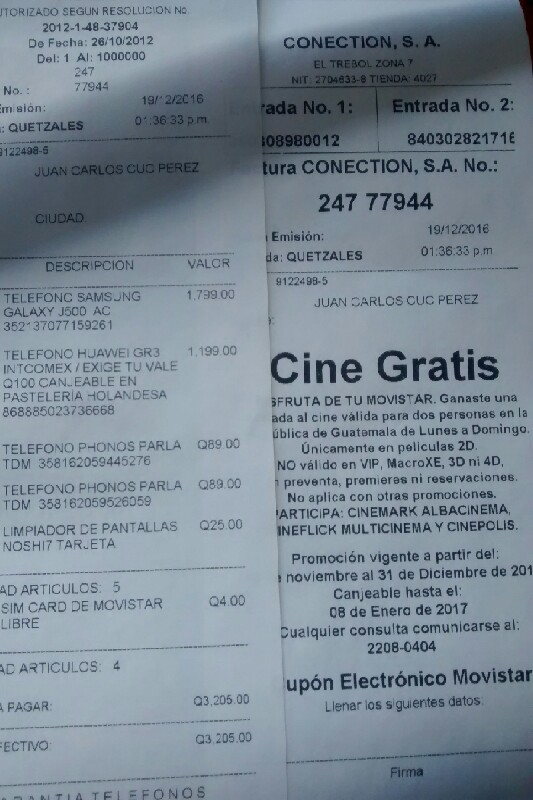 UTORIZADO SEGUN RESOLUCION No.
2012-1-48-37904
De Fecha: 26/10/2012
Del: 1 Al: 1000000
247
No. : 77944
misión: 19/12/2016
: QUETZALES 01:36:33 p.m.
9122498-5
JUAN CARLOS CUC PEREZ
CIUDAD
DESCRIPCION VALOR
TELEFONO SAMSUNG 1,799.00
GALAXY J500 AC
352137077159261
TELEFONO HUAWEI GR3 1,199.00
INTCOMEX / EXIGE TU VALE
Q100 CANJEABLE EN
PASTELERIA HOLANDESA
868885023736668
TELEFONO PHONOS PARLA Q89.00
TDM 358162059445276
TELEFONO PHONOS PARLA Q89.00
TDM 358162059526059
LIMPIADOR DE PANTALLAS Q25.00
NOSHI7 TARJETA
AD ARTICULOS: 5
SIM CARD DE MOVISTAR Q4.00
LIBRE
AD ARTICULOS: 4
A PAGAR: Q3,205.00
FECTIVO: Q3,205.00
ARANTIA TELEFONOS
CONECTION, S. A.
EL TREBOL ZONA 7
NIT: 2704633-9 TIENDA: 4027
rada No. 1: Entrada No. 2:
08980012 840302821716
tura CONECTION, S.A. No.:
247 77944
Emisión: 19/12/2016
da: QUETZALES 01:36:33 p.m
9122498-5
JUAN CARLOS CUC PEREZ
Cine Gratis
SFRUTA DE TU MOVISTAR. Ganaste una
ada al cine válida para dos personas en la
ública de Guatemala de Lunes a Domingo.
Únicamente en películas 2D.
NO válido en VIP, MacroXE, 3D ni 4D,
preventa, premieres ni reservaciones.
No aplica con otras promociones.
ARTICIPA: CINEMARK ALBACINEMA,
INEFLICK MULTICINEMA Y CINEPOLIS.
Promoción vigente a partir del:
noviembre al 31 de Diciembre de 201
Canjeable hasta el:
08 de Enero de 2017
Cualquier consulta comunicarse al:
2208-0404
upón Electrónico Movistar
Llenar los siguientes datos:
Firma